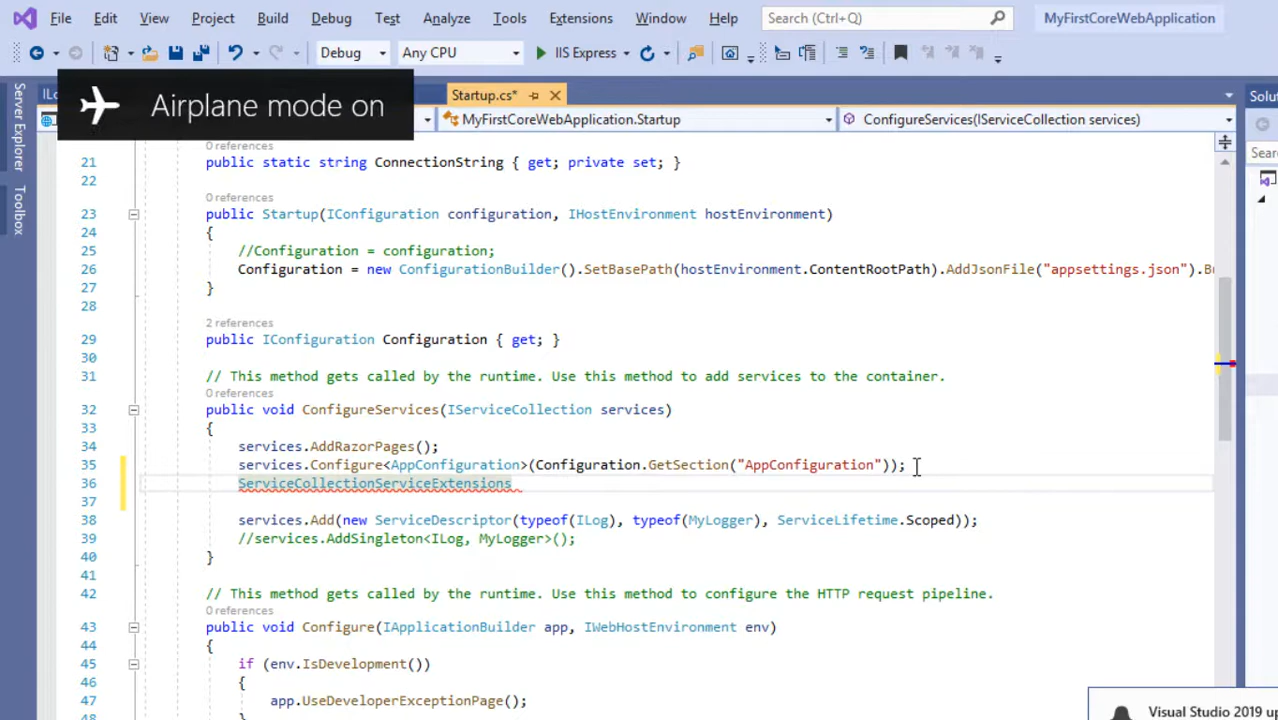 File Edit View Project Build Debug Test Analyze Tools Extensions Window Help Search (Ctrl+Q) MyFirstCoreWebApplication
Debug Any CPU IIS Express
Airplane mode on
Server Explorer
Toolbox
Startup.cs* Solu
MyFirstCoreWebApplication.Startup ConfigureServices(IServiceCollection services)
Sear
0 references
21 public static string ConnectionString { get; private set; }
22
0 references
23 public Startup(IConfiguration configuration, IHostEnvironment hostEnvironment)
24 {
25 //Configuration = configuration;
26 Configuration = new ConfigurationBuilder().SetBasePath(hostEnvironment.ContentRootPath).AddJsonFile("appsettings.json").Bu
27 }
28
2 references
29 public IConfiguration Configuration { get; }
30
31 // This method gets called by the runtime. Use this method to add services to the container.
0 references
32 public void ConfigureServices(IServiceCollection services)
33 {
34 services.AddRazorPages();
35 services.Configure<AppConfiguration>(Configuration.GetSection("AppConfiguration"));
36 ServiceCollectionServiceExtensions
37
38 services.Add(new ServiceDescriptor(typeof(ILog), typeof(MyLogger), ServiceLifetime.Scoped));
39 //services.AddSingleton<ILog, MyLogger>();
40 }
41
42 // This method gets called by the runtime. Use this method to configure the HTTP request pipeline.
0 references
43 public void Configure(IApplicationBuilder app, IWebHostEnvironment env)
44 {
45 if (env.IsDevelopment())
46 {
47 app.UseDeveloperExceptionPage();
Visual Studio 2019 up